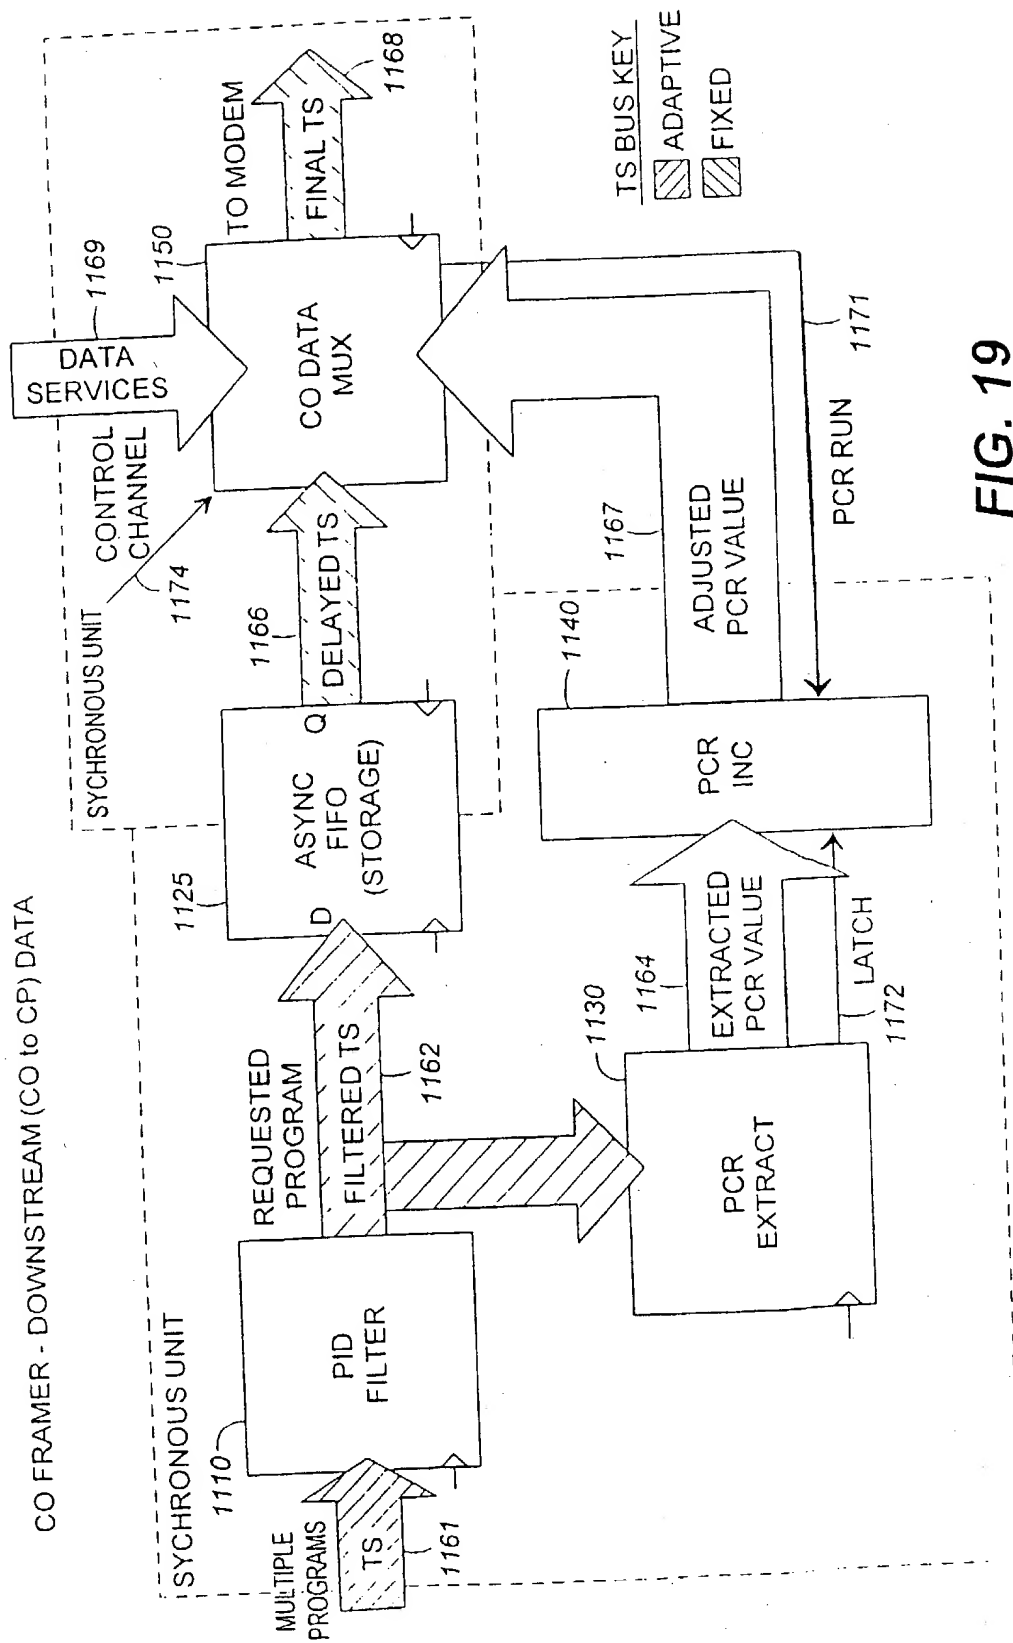 CO FRAMER - DOWNSTREAM (CO to CP) DATA
SYCHRONOUS UNIT
MULTIPLE
PROGRAMS
TS
1161
1110
PID
FILTER
REQUESTED
PROGRAM
FILTERED TS
1162
1125
D
Q
ASYNC
FIFO
(STORAGE)
1166
DELAYED TS
SYCHRONOUS UNIT
1174
CONTROL
CHANNEL
DATA
SERVICES
1169
1150
CO DATA
MUX
TO MODEM
FINAL TS
1168
1130
PCR
EXTRACT
1164
EXTRACTED
PCR VALUE
LATCH
1172
1140
PCR
INC
1167
ADJUSTED
PCR VALUE
PCR RUN
1171
TS BUS KEY
ADAPTIVE
FIXED
FIG. 19